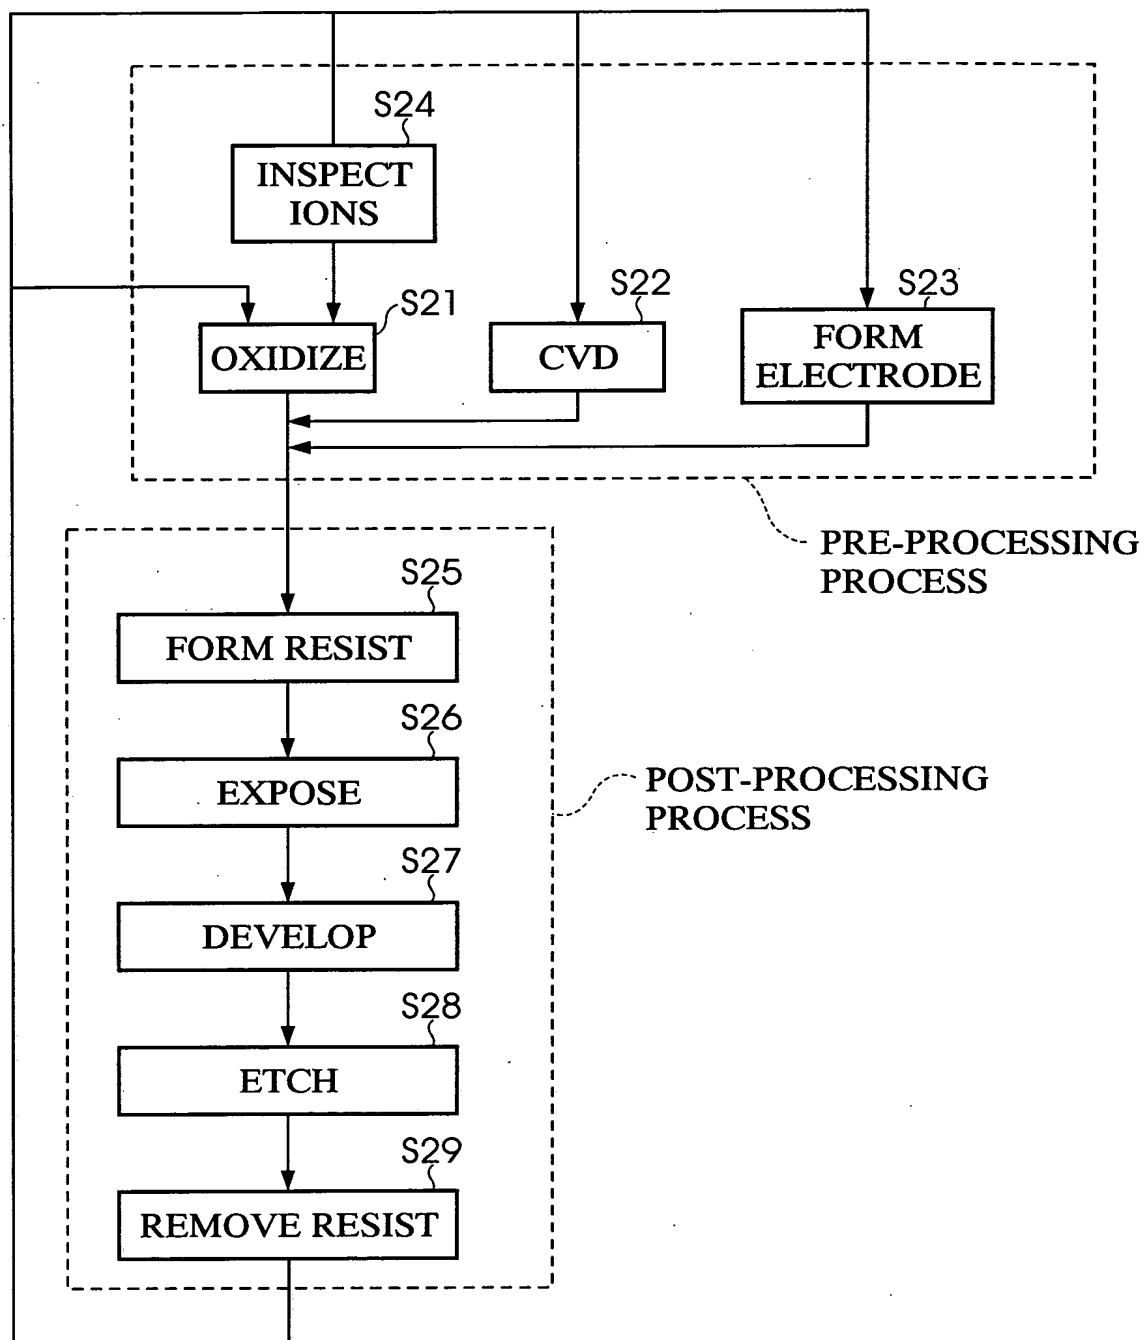 S24
INSPECT
IONS
S21
OXIDIZE
S22
CVD
S23
FORM
ELECTRODE
PRE-PROCESSING
PROCESS
S25
FORM RESIST
S26
EXPOSE
POST-PROCESSING
PROCESS
S27
DEVELOP
S28
ETCH
S29
REMOVE RESIST